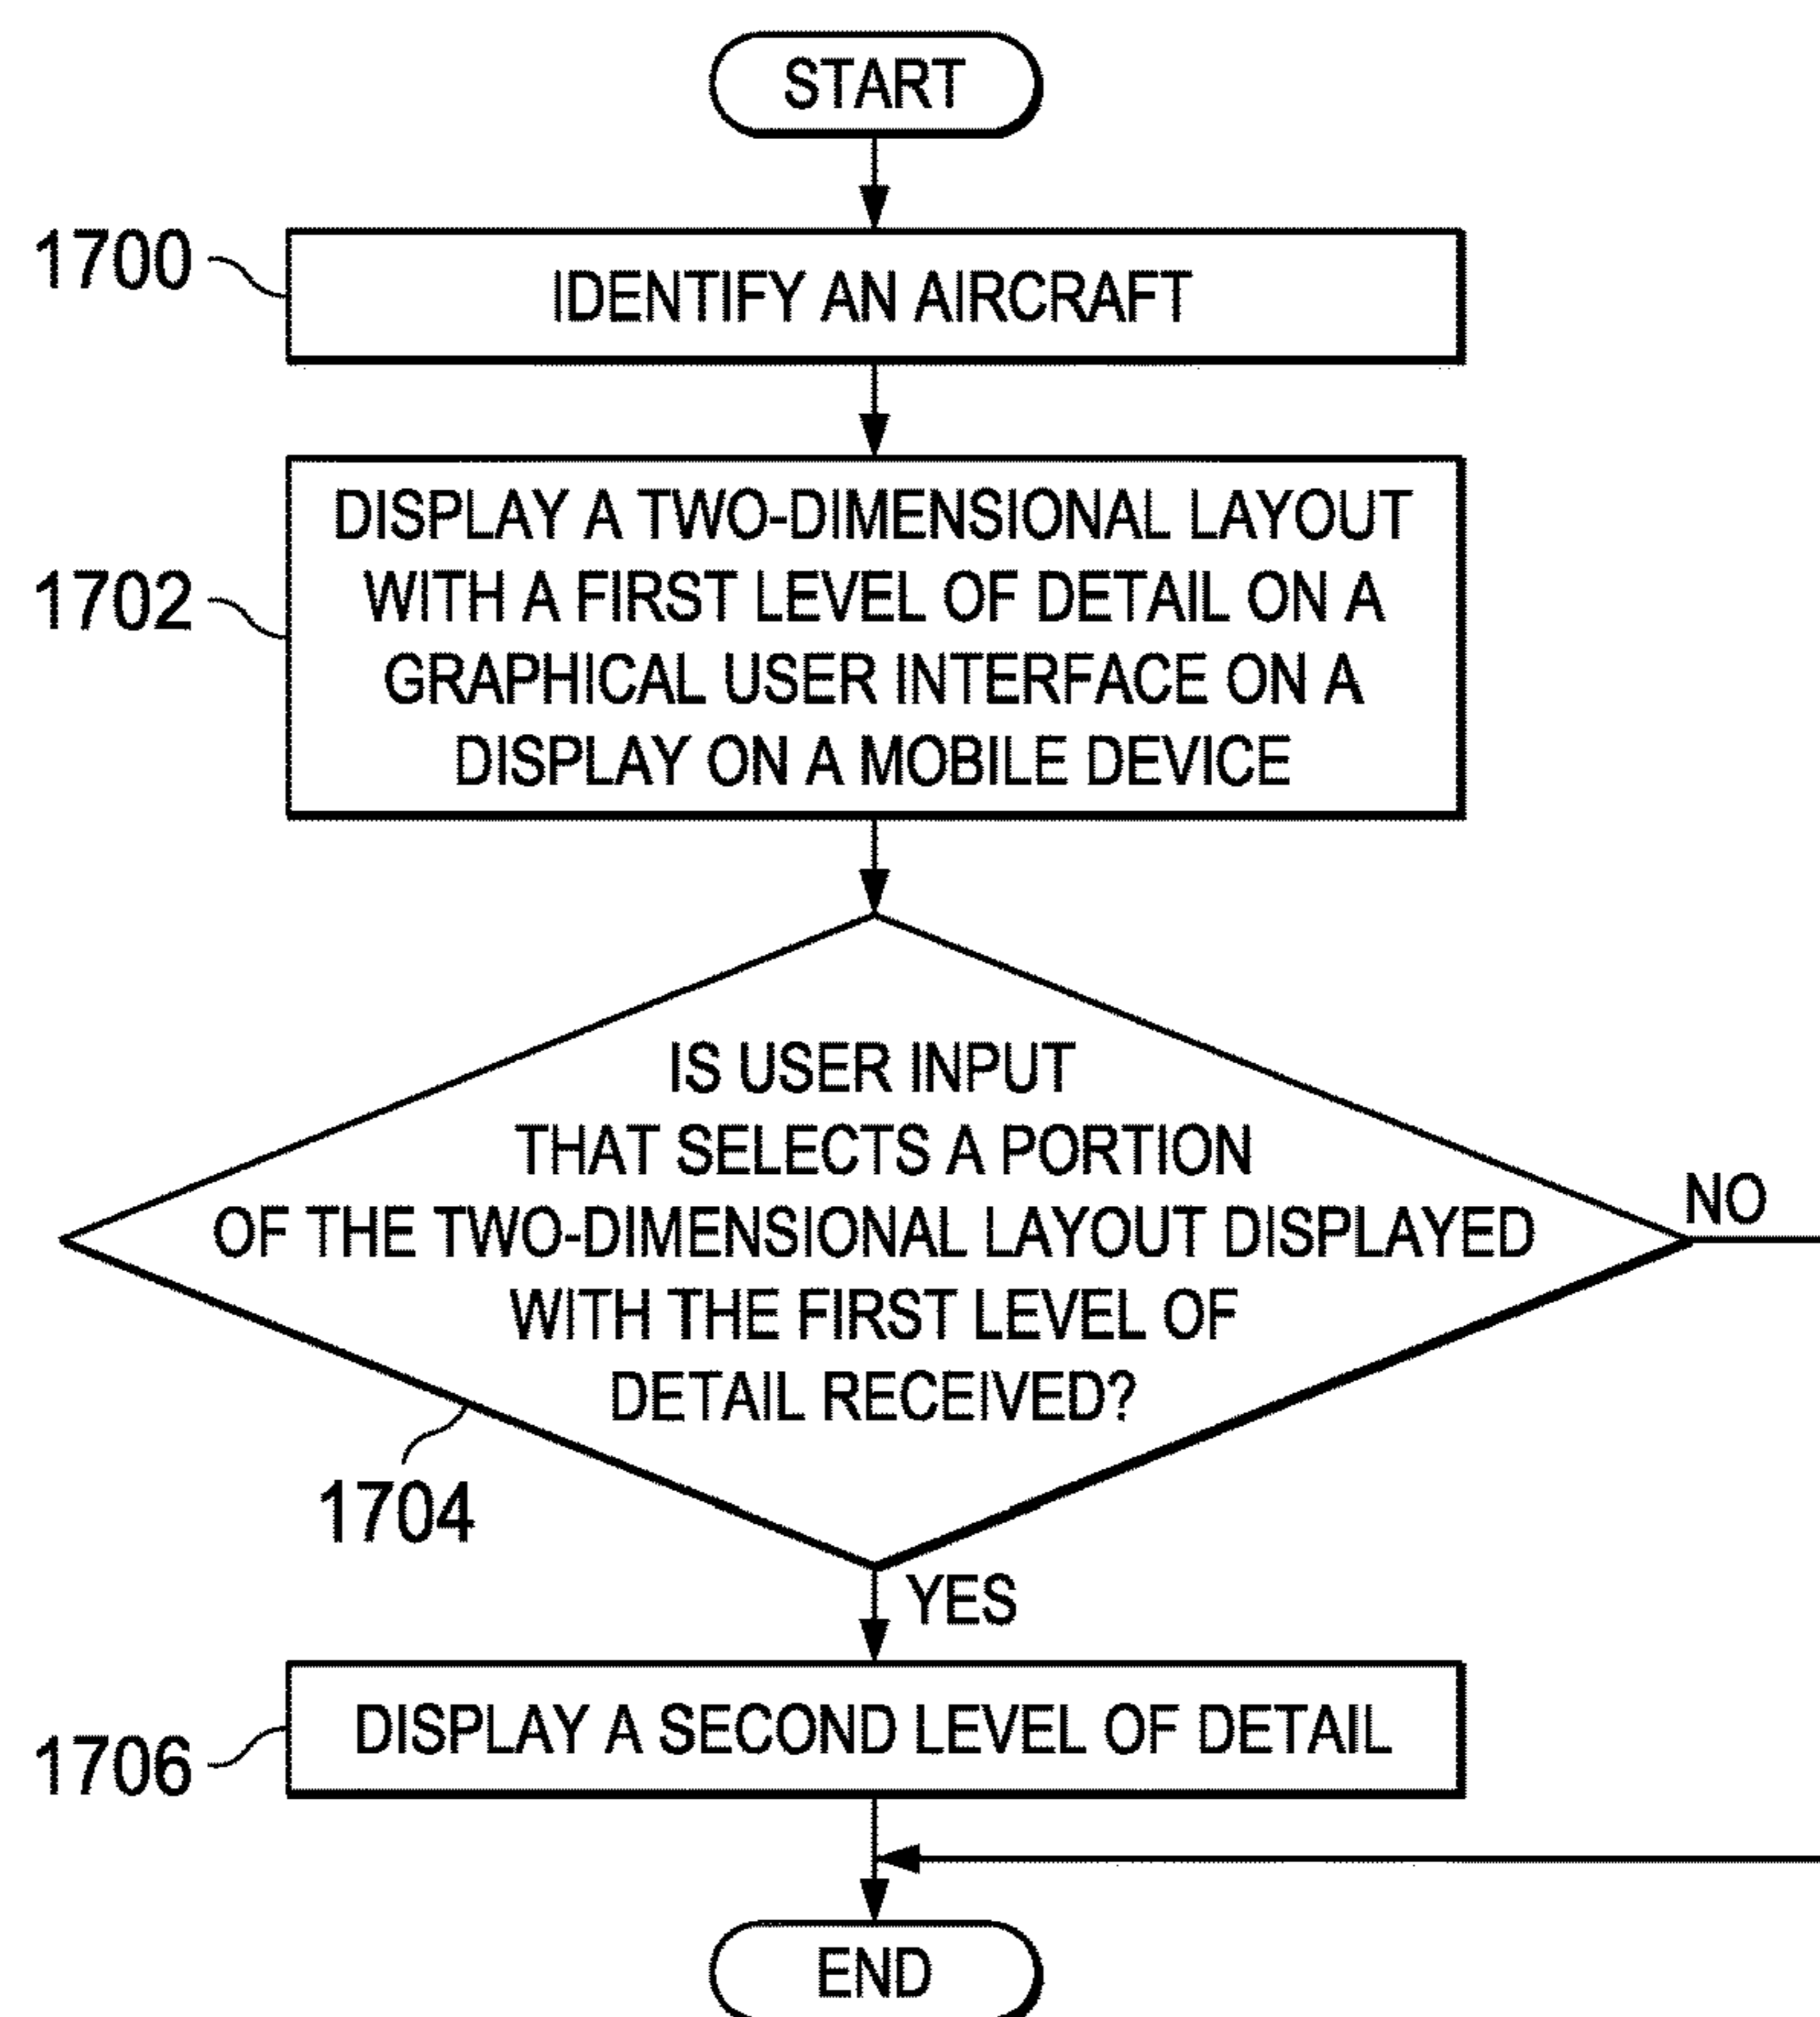 START
1700
IDENTIFY AN AIRCRAFT
1702
DISPLAY A TWO-DIMENSIONAL LAYOUT
WITH A FIRST LEVEL OF DETAIL ON A
GRAPHICAL USER INTERFACE ON A
DISPLAY ON A MOBILE DEVICE
IS USER INPUT
THAT SELECTS A PORTION
OF THE TWO-DIMENSIONAL LAYOUT DISPLAYED
WITH THE FIRST LEVEL OF
DETAIL RECEIVED?
NO
1704
YES
1706
DISPLAY A SECOND LEVEL OF DETAIL
END